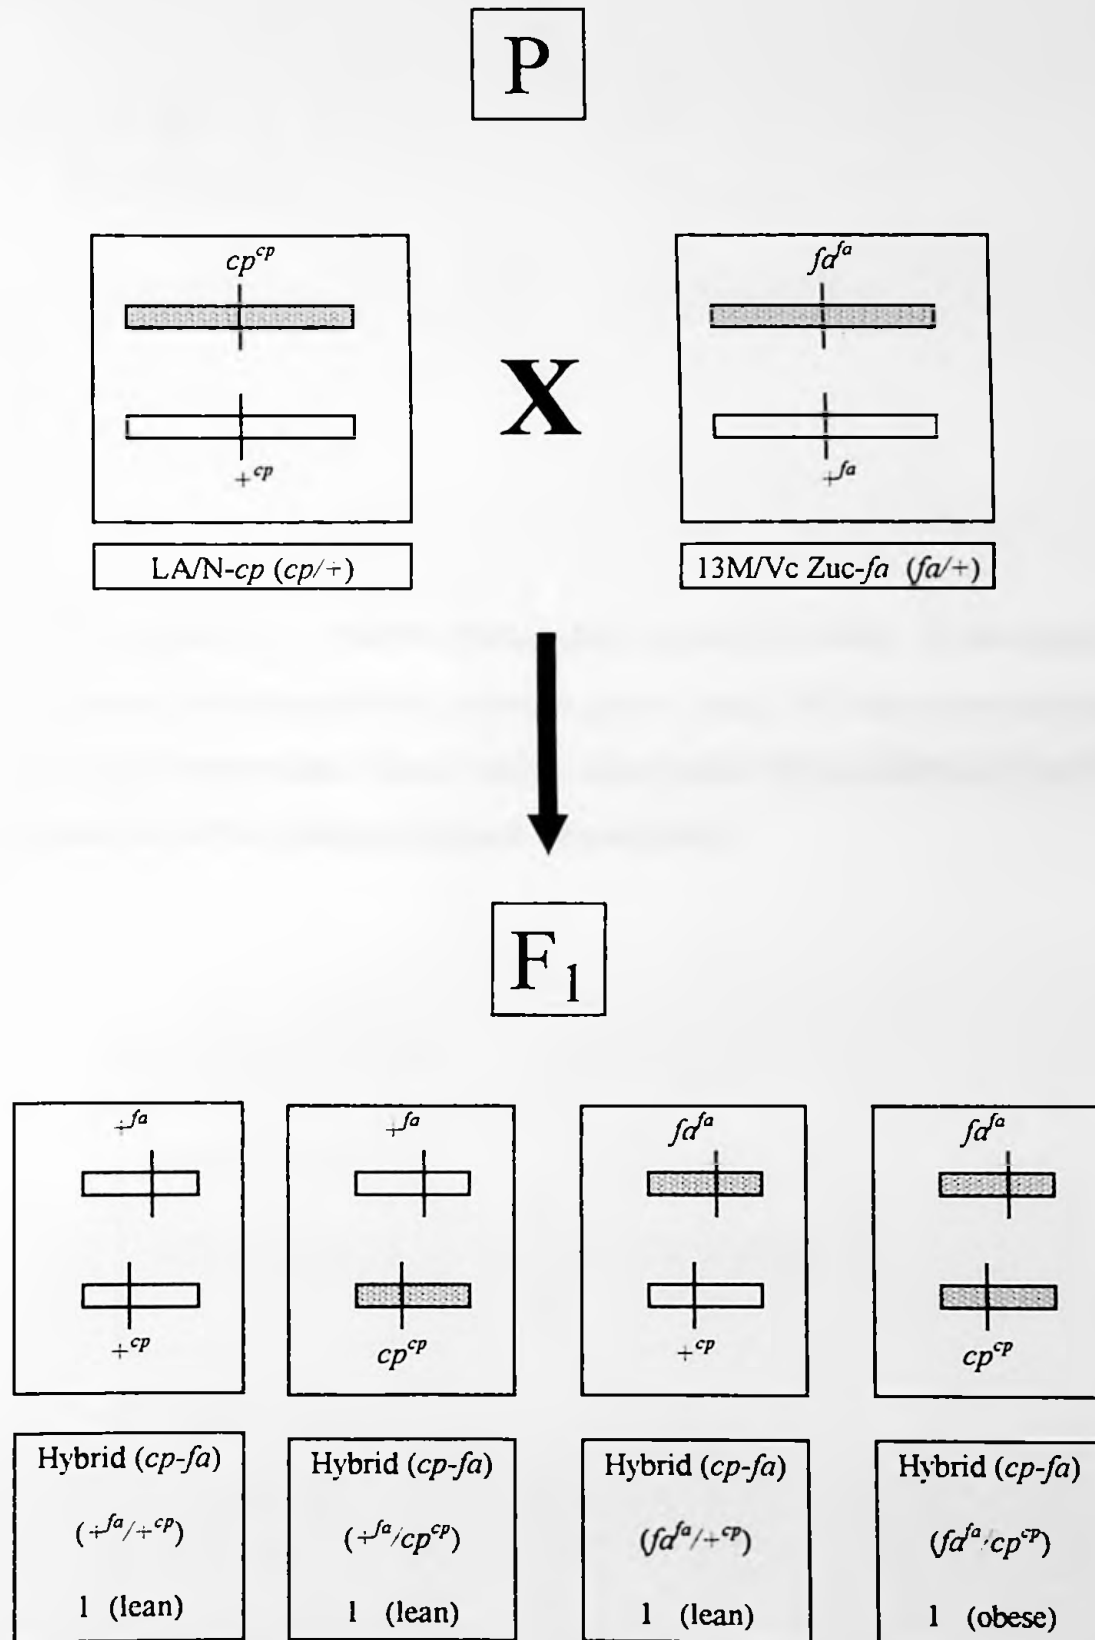 P
cp^cp
fa^fa
X
+^cp
+^fa
LA/N-cp (cp/+)
13M/Vc Zuc-fa (fa/+)
F1
+^fa
+^fa
fa^fa
fa^fa
+^cp
cp^cp
+^cp
cp^cp
Hybrid (cp-fa)
(+^fa/+^cp)
1 (lean)
Hybrid (cp-fa)
(+^fa/cp^cp)
1 (lean)
Hybrid (cp-fa)
(fa^fa/+^cp)
1 (lean)
Hybrid (cp-fa)
(fa^fa/cp^cp)
1 (obese)